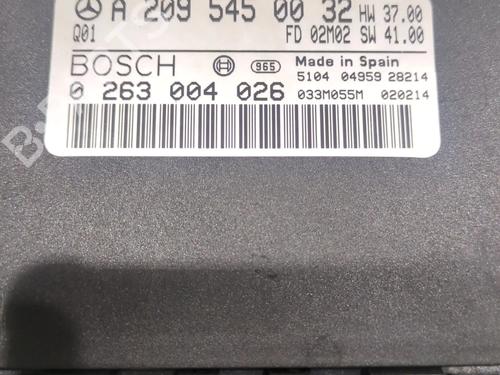 A 209 545 00 32 HW 37.00
Q01 FD 02M02 SW 41.00
BOSCH 965 Made in Spain
5104 04959 28214
0 263 004 026 033M055M 020214